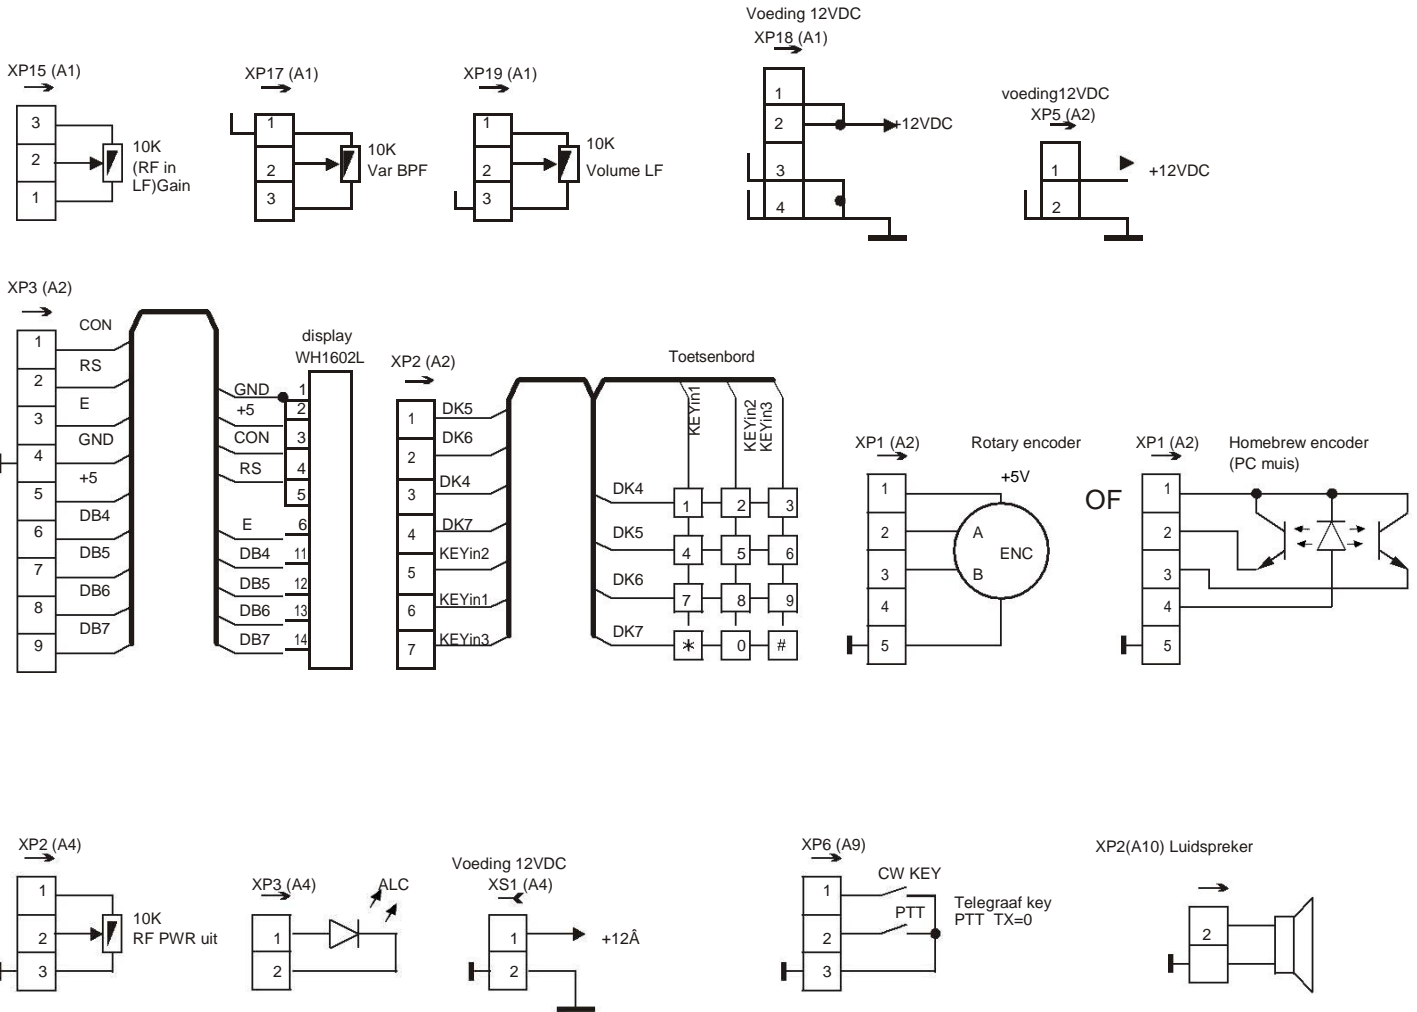 Voeding 12VDC
XP18 (A1)
1
2
3
4
+12VDC
voeding12VDC
XP5 (A2)
1
2
+12VDC
XP15 (A1)
3
2
1
10K
(RF in
LF)Gain
XP17 (A1)
1
2
3
10K
Var BPF
XP19 (A1)
1
2
3
10K
Volume LF
XP3 (A2)
1
2
3
4
5
6
7
8
9
CON
RS
E
GND
+5
DB4
DB5
DB6
DB7
display
WH1602L
GND 1
+5 2
CON 3
RS 4
5
E 6
DB4 11
DB5 12
DB6 13
DB7 14
XP2 (A2)
1 DK5
2 DK6
3 DK4
4 DK7
5 KEYin2
6 KEYin1
7 KEYin3
Toetsenbord
KEYin1
KEYin2
KEYin3
DK4 1 2 3
DK5 4 5 6
DK6 7 8 9
DK7 * 0 #
XP1 (A2)
1
2
3
4
5
Rotary encoder
+5V
A
B
ENC
OF
XP1 (A2)
1
2
3
4
5
Homebrew encoder
(PC muis)
XP2 (A4)
1
2
3
10K
RF PWR uit
XP3 (A4)
1
2
ALC
Voeding 12VDC
XS1 (A4)
1
2
+12Â
XP6 (A9)
1
2
3
CW KEY
PTT
Telegraaf key
PTT TX=0
XP2(A10) Luidspreker
2